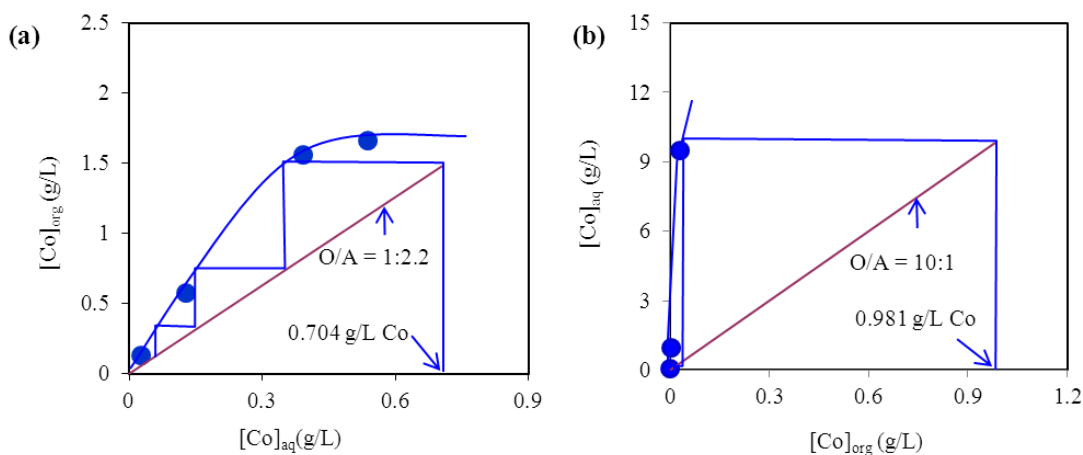 (a)
2.5
2
1.5
1
0.5
0
[Co]org (g/L)
O/A = 1:2.2
0.704 g/L Co
0
0.3
0.6
0.9
[Co]aq(g/L)
(b)
15
12
9
6
3
0
[Co]aq (g/L)
O/A = 10:1
0.981 g/L Co
0
0.3
0.6
0.9
1.2
[Co]org (g/L)